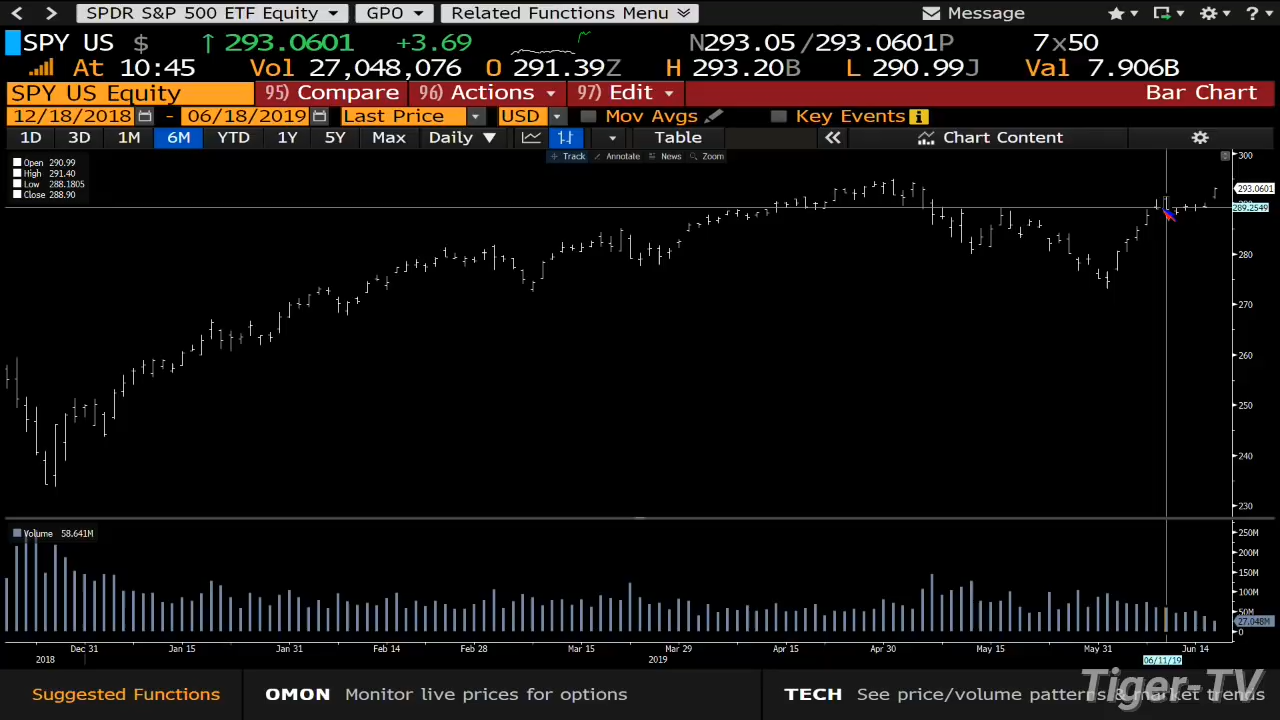 SPDR S&P 500 ETF Equity GPO Related Functions Menu Message ?
SPY US $ ↑ 293.0601 +3.69 N293.05/293.0601P 7x50
At 10:45 Vol 27,048,076 O 291.39Z H 293.20B L 290.99J Val 7.906B
SPY US Equity 95) Compare 96) Actions 97) Edit Bar Chart
12/18/2018 - 06/18/2019 Last Price USD Mov Avgs Key Events i
1D 3D 1M 6M YTD 1Y 5Y Max Daily ▼ Table « Chart Content
Track Annotate News Zoom
Open 290.99
High 291.40
Low 288.1805
Close 288.90
300
293.0601
289.2549
280
270
260
250
240
230
Volume 58.641M
250M
200M
150M
100M
50M
27.048M
0
Dec 31 Jan 15 Jan 31 Feb 14 Feb 28 Mar 15 Mar 29 Apr 15 Apr 30 May 15 May 31 Jun 14
2018 2019 06/11/19
Suggested Functions OMON Monitor live prices for options TECH See price/volume patterns & market trends
Tiger-TV